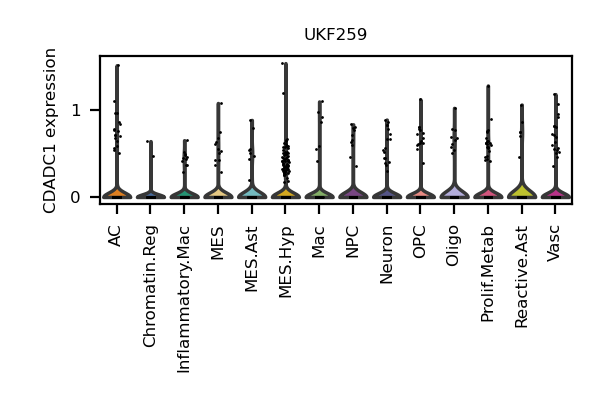 UKF259
CDADC1 expression
1
0
AC
Chromatin.Reg
Inflammatory.Mac
MES
MES.Ast
MES.Hyp
Mac
NPC
Neuron
OPC
Oligo
Prolif.Metab
Reactive.Ast
Vasc